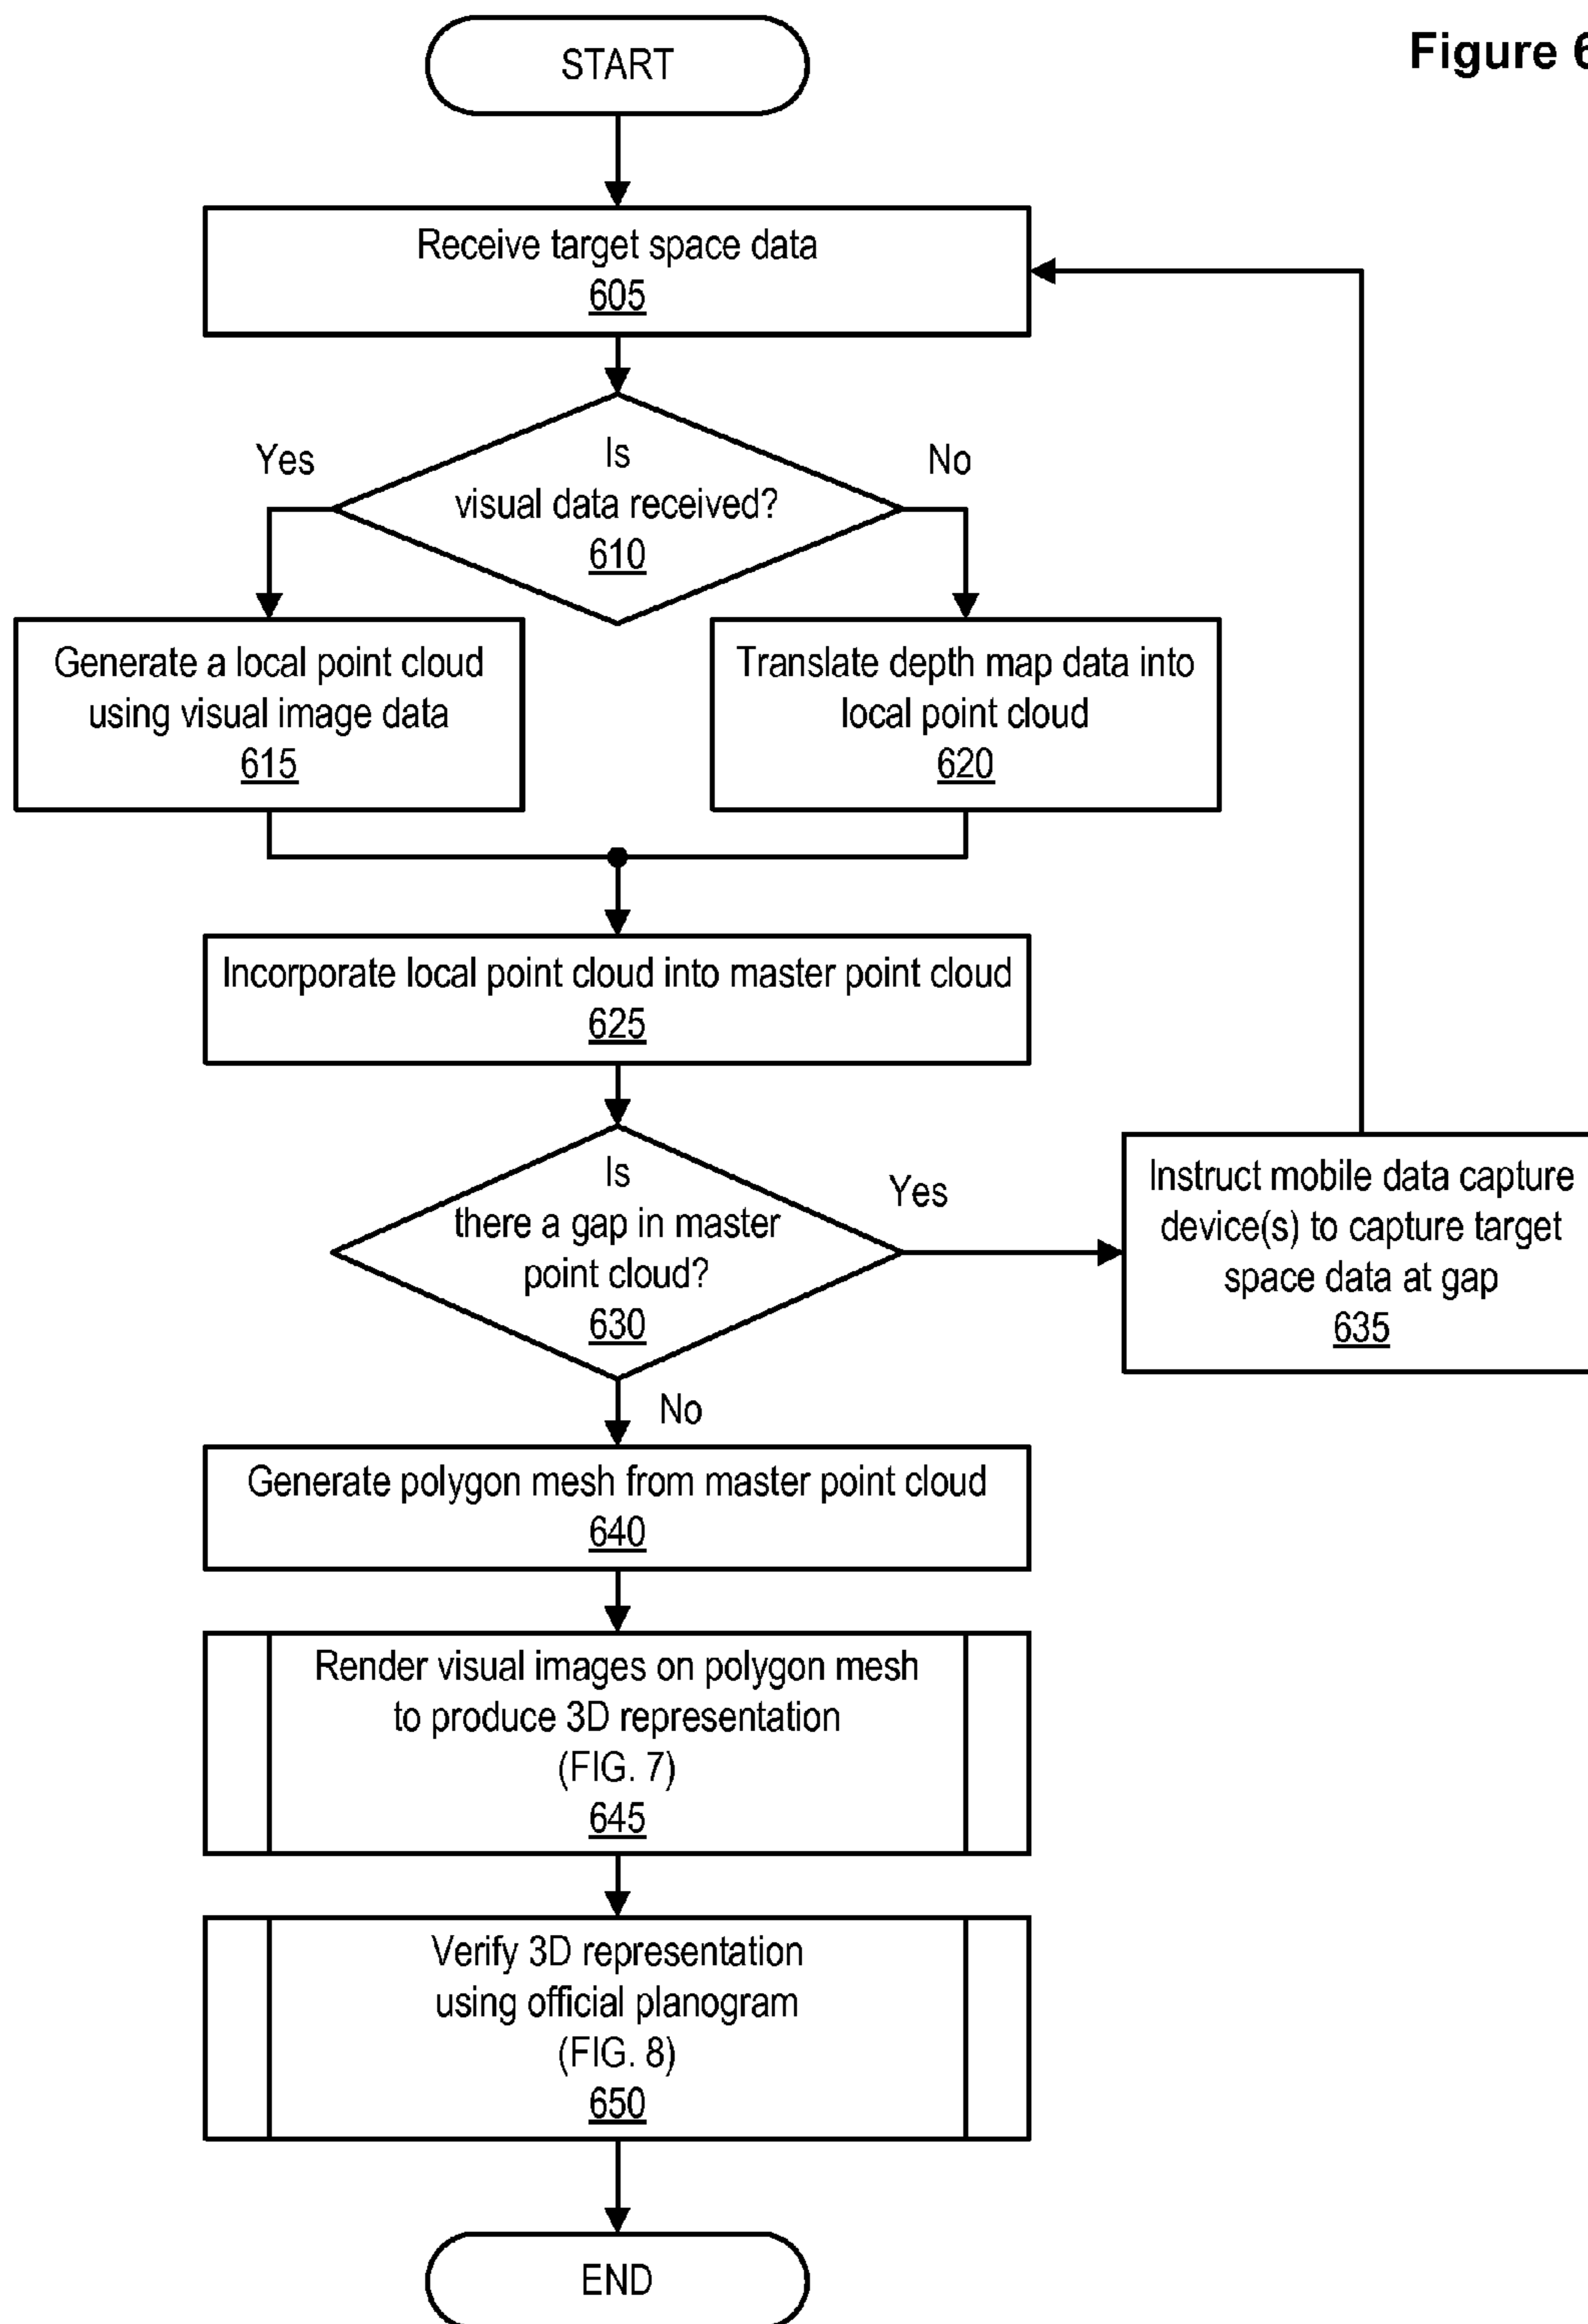 Figure 6
START
Receive target space data
605
Is
visual data received?
610
Yes
No
Generate a local point cloud
using visual image data
615
Translate depth map data into
local point cloud
620
Incorporate local point cloud into master point cloud
625
Is
there a gap in master
point cloud?
630
Yes
Instruct mobile data capture
device(s) to capture target
space data at gap
635
No
Generate polygon mesh from master point cloud
640
Render visual images on polygon mesh
to produce 3D representation
(FIG. 7)
645
Verify 3D representation
using official planogram
(FIG. 8)
650
END